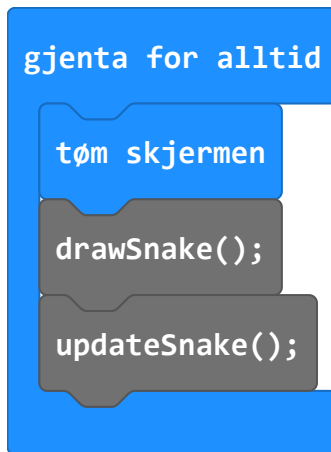 gjenta for alltid
tøm skjermen
drawSnake();
updateSnake();